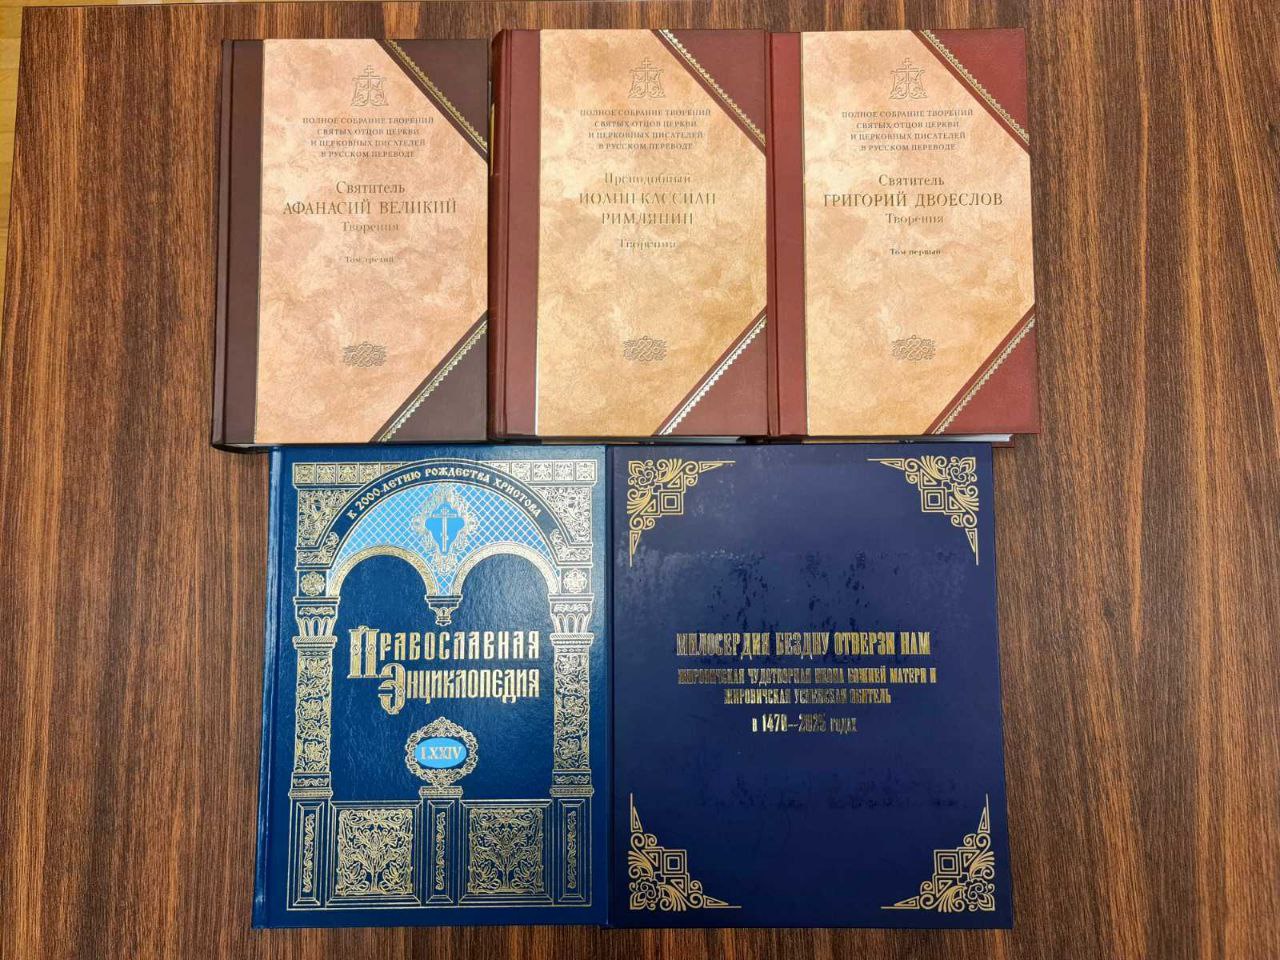 ПОЛНОЕ СОБРАНИЕ ТВОРЕНИЙ
СВЯТЫХ ОТЦОВ ЦЕРКВИ
И ЦЕРКОВНЫХ ПИСАТЕЛЕЙ
В РУССКОМ ПЕРЕВОДЕ
Святитель
АФАНАСИЙ ВЕЛИКИЙ
Творения
Том третий
ПОЛНОЕ СОБРАНИЕ ТВОРЕНИЙ
СВЯТЫХ ОТЦОВ ЦЕРКВИ
И ЦЕРКОВНЫХ ПИСАТЕЛЕЙ
В РУССКОМ ПЕРЕВОДЕ
Преподобный
ИОАНН КАССИАН
РИМЛЯНИН
Творения
ПОЛНОЕ СОБРАНИЕ ТВОРЕНИЙ
СВЯТЫХ ОТЦОВ ЦЕРКВИ
И ЦЕРКОВНЫХ ПИСАТЕЛЕЙ
В РУССКОМ ПЕРЕВОДЕ
Святитель
ГРИГОРИЙ ДВОЕСЛОВ
Творения
Том первый
К 2000-ЛЕТИЮ РОЖДЕСТВА ХРИСТОВА
ПРАВОСЛАВНАЯ
ЭНЦИКЛОПЕДИЯ
LXXIV
МИЛОСЕРДИЯ БЕЗДНУ ОТВЕРЗИ НАМ
ЖИРОВИЧСКАЯ ЧУДОТВОРНАЯ ИКОНА БОЖИЕЙ МАТЕРИ И
ЖИРОВИЧСКАЯ УСПЕНСКАЯ ОБИТЕЛЬ
в 1470—2025 годах